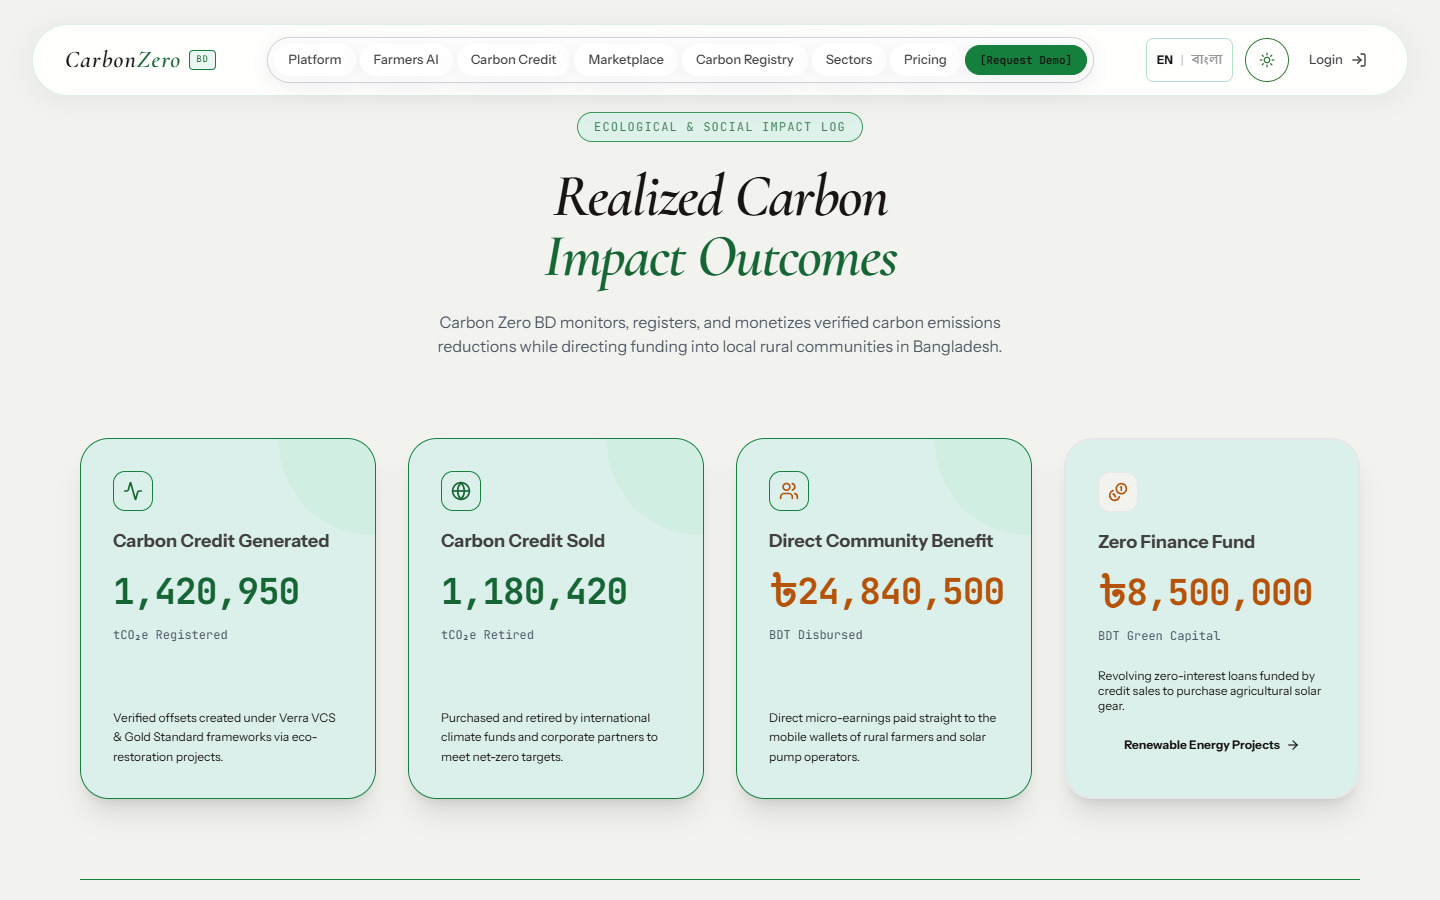 CarbonZero BD
Platform
Farmers AI
Carbon Credit
Marketplace
Carbon Registry
Sectors
Pricing
[Request Demo]
EN | বাংলা
Login
ECOLOGICAL & SOCIAL IMPACT LOG
Realized Carbon
Impact Outcomes
Carbon Zero BD monitors, registers, and monetizes verified carbon emissions
reductions while directing funding into local rural communities in Bangladesh.
Carbon Credit Generated
1,420,950
tCO₂e Registered
Verified offsets created under Verra VCS
& Gold Standard frameworks via eco-
restoration projects.
Carbon Credit Sold
1,180,420
tCO₂e Retired
Purchased and retired by international
climate funds and corporate partners to
meet net-zero targets.
Direct Community Benefit
৳24,840,500
BDT Disbursed
Direct micro-earnings paid straight to the
mobile wallets of rural farmers and solar
pump operators.
Zero Finance Fund
৳8,500,000
BDT Green Capital
Revolving zero-interest loans funded by
credit sales to purchase agricultural solar
gear.
Renewable Energy Projects